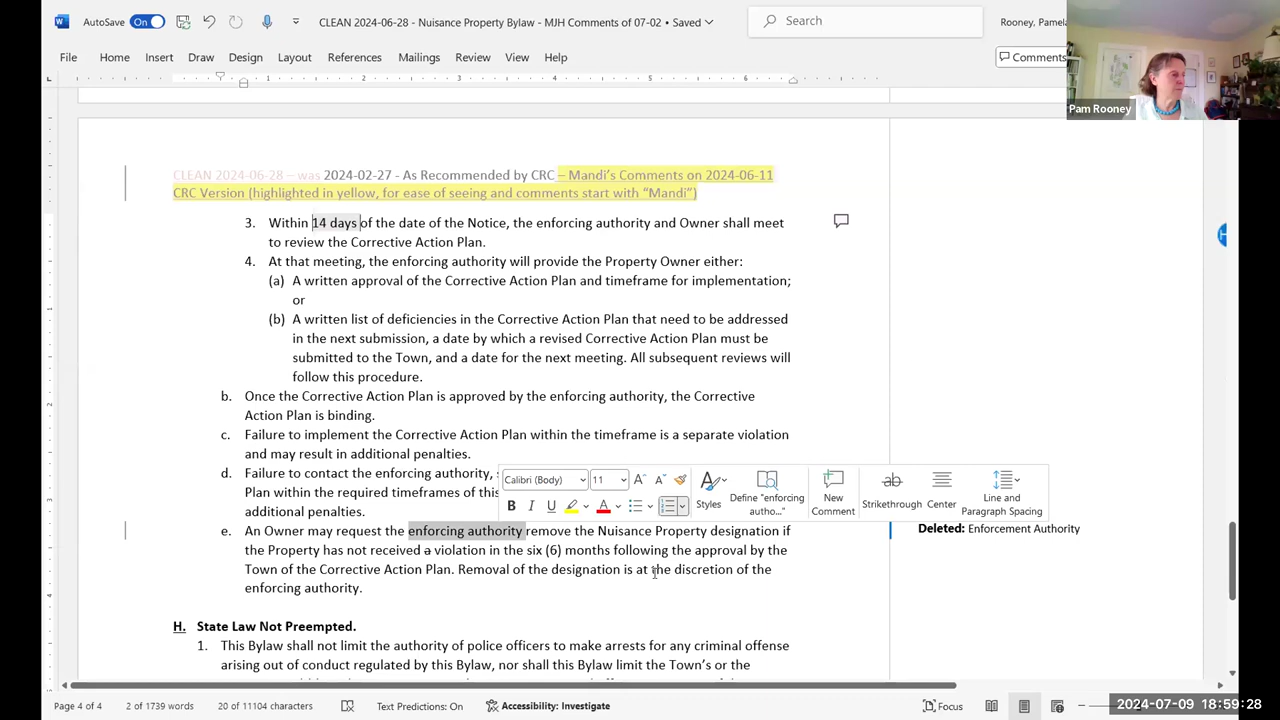 AutoSave On CLEAN 2024-06-28 - Nuisance Property Bylaw - MJH Comments of 07-02 • Saved Search Rooney, Pamela
File Home Insert Draw Design Layout References Mailings Review View Help Comments
Pam Rooney
CLEAN 2024-06-28 – was 2024-02-27 - As Recommended by CRC – Mandi's Comments on 2024-06-11
CRC Version (highlighted in yellow, for ease of seeing and comments start with "Mandi")
3. Within 14 days of the date of the Notice, the enforcing authority and Owner shall meet
to review the Corrective Action Plan.
4. At that meeting, the enforcing authority will provide the Property Owner either:
(a) A written approval of the Corrective Action Plan and timeframe for implementation;
or
(b) A written list of deficiencies in the Corrective Action Plan that need to be addressed
in the next submission, a date by which a revised Corrective Action Plan must be
submitted to the Town, and a date for the next meeting. All subsequent reviews will
follow this procedure.
b. Once the Corrective Action Plan is approved by the enforcing authority, the Corrective
Action Plan is binding.
c. Failure to implement the Corrective Action Plan within the timeframe is a separate violation
and may result in additional penalties.
d. Failure to contact the enforcing authority,
Plan within the required timeframes of this
additional penalties.
Calibri (Body) 11
Styles Define "enforcing autho..." New Comment Strikethrough Center Line and Paragraph Spacing
e. An Owner may request the enforcing authority remove the Nuisance Property designation if
the Property has not received a violation in the six (6) months following the approval by the
Town of the Corrective Action Plan. Removal of the designation is at the discretion of the
enforcing authority.
Deleted: Enforcement Authority
H. State Law Not Preempted.
1. This Bylaw shall not limit the authority of police officers to make arrests for any criminal offense
arising out of conduct regulated by this Bylaw, nor shall this Bylaw limit the Town's or the
Page 4 of 4 2 of 1739 words 20 of 11104 characters Text Predictions: On Accessibility: Investigate Focus
2024-07-09 18:59:28